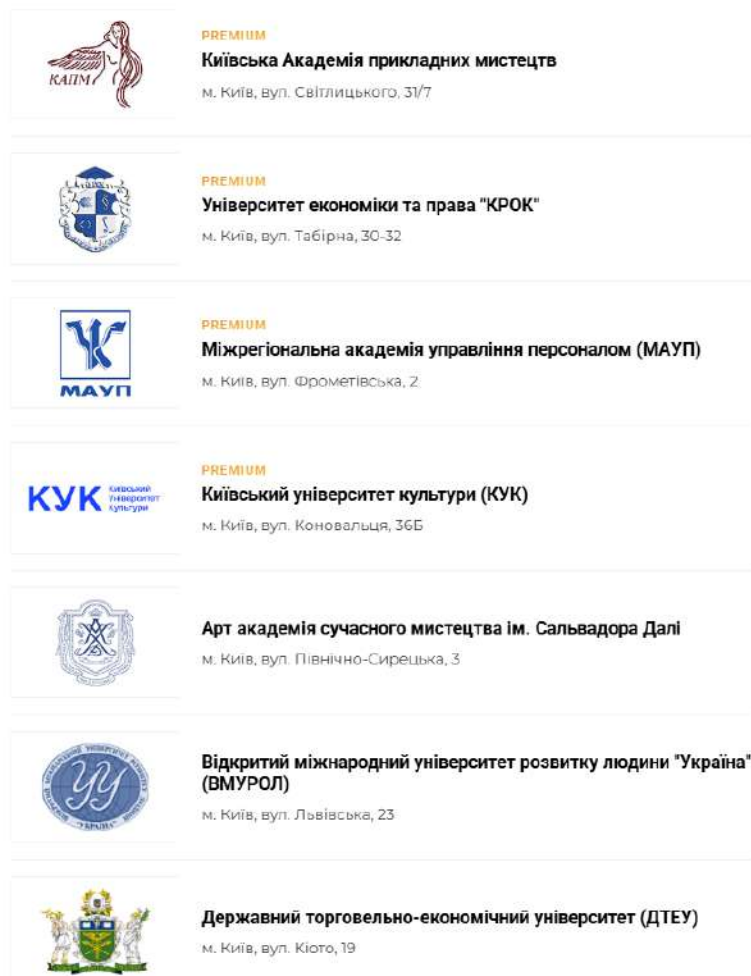 КАПМ
PREMIUM
Київська Академія прикладних мистецтв
м. Київ, вул. Світлицького, 31/7
PREMIUM
Університет економіки та права "КРОК"
м. Київ, вул. Табірна, 30-32
МАУП
PREMIUM
Міжрегіональна академія управління персоналом (МАУП)
м. Київ, вул. Фрометівська, 2
КУК
Київський
Університет
Культури
PREMIUM
Київський університет культури (КУК)
м. Київ, вул. Коновальця, 36Б
Арт академія сучасного мистецтва ім. Сальвадора Далі
м. Київ, вул. Північно-Сирецька, 3
УУ
"УКРАЇНА"
Відкритий міжнародний університет розвитку людини "Україна"
(ВМУРОЛ)
м. Київ, вул. Львівська, 23
Державний торговельно-економічний університет (ДТЕУ)
м. Київ, вул. Кіото, 19